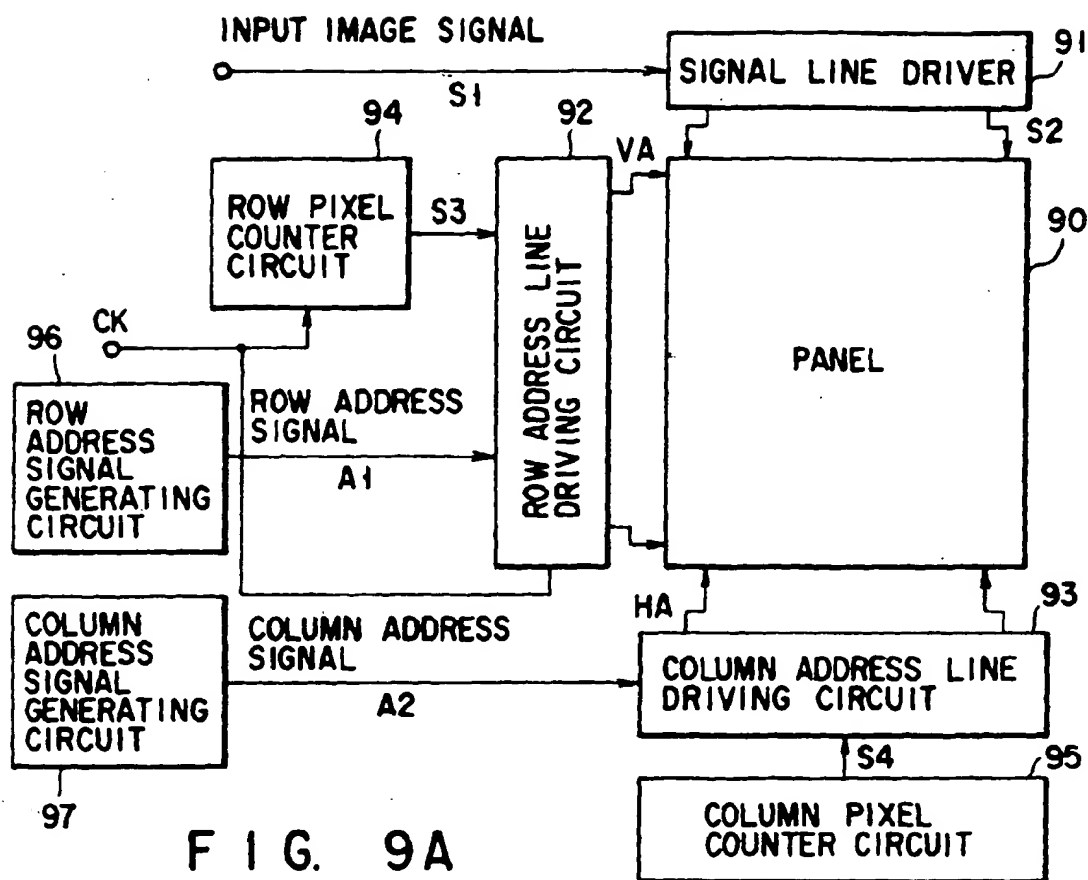 INPUT IMAGE SIGNAL
S1
SIGNAL LINE DRIVER
91
S2
94
92
VA
ROW PIXEL
COUNTER
CIRCUIT
S3
ROW ADDRESS LINE
DRIVING CIRCUIT
90
PANEL
CK
96
ROW
ADDRESS
SIGNAL
GENERATING
CIRCUIT
ROW ADDRESS
SIGNAL
A1
HA
93
COLUMN
ADDRESS
SIGNAL
GENERATING
CIRCUIT
COLUMN ADDRESS
SIGNAL
A2
COLUMN ADDRESS LINE
DRIVING CIRCUIT
97
S4
95
COLUMN PIXEL
COUNTER CIRCUIT
FIG. 9A